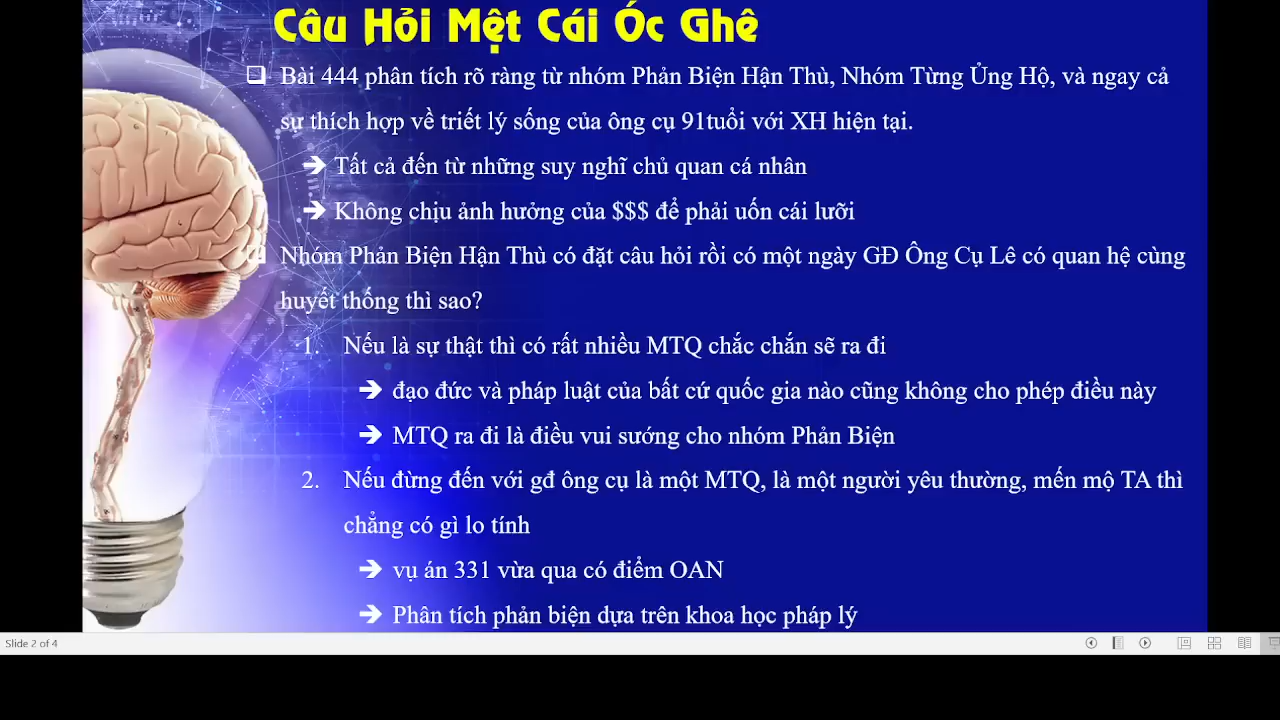 Câu Hỏi Mệt Cái Óc Ghê
Bài 444 phân tích rõ ràng từ nhóm Phản Biện Hận Thù, Nhóm Từng Ủng Hộ, và ngay cả
sự thích hợp về triết lý sống của ông cụ 91tuổi với XH hiện tại.
Tất cả đến từ những suy nghĩ chủ quan cá nhân
Không chịu ảnh hưởng của $$$ để phải uốn cái lưỡi
Nhóm Phản Biện Hận Thù có đặt câu hỏi rồi có một ngày GĐ Ông Cụ Lê có quan hệ cùng
huyết thống thì sao?
1. Nếu là sự thật thì có rất nhiều MTQ chắc chắn sẽ ra đi
đạo đức và pháp luật của bất cứ quốc gia nào cũng không cho phép điều này
MTQ ra đi là điều vui sướng cho nhóm Phản Biện
2. Nếu đừng đến với gđ ông cụ là một MTQ, là một người yêu thường, mến mộ TA thì
chẳng có gì lo tính
vụ án 331 vừa qua có điểm OAN
Phân tích phản biện dựa trên khoa học pháp lý
Slide 2 of 4